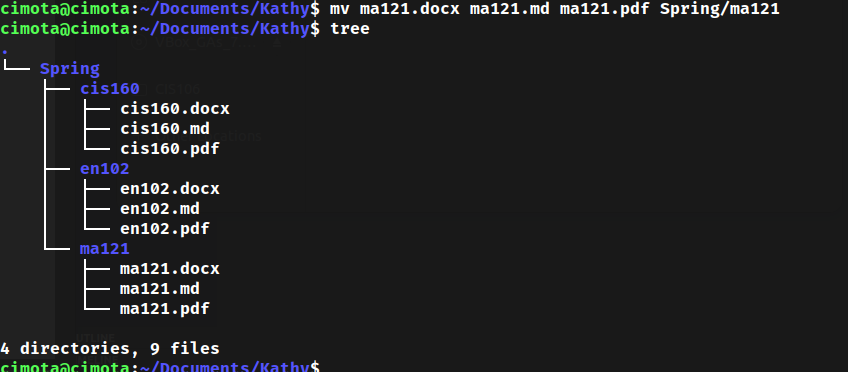 cimota@cimota:~/Documents/Kathy$ mv ma121.docx ma121.md ma121.pdf Spring/ma121
cimota@cimota:~/Documents/Kathy$ tree
.
└── Spring
    ├── cis160
    │   ├── cis160.docx
    │   ├── cis160.md
    │   └── cis160.pdf
    ├── en102
    │   ├── en102.docx
    │   ├── en102.md
    │   └── en102.pdf
    └── ma121
        ├── ma121.docx
        ├── ma121.md
        └── ma121.pdf

4 directories, 9 files
cimota@cimota:~/Documents/Kathy$